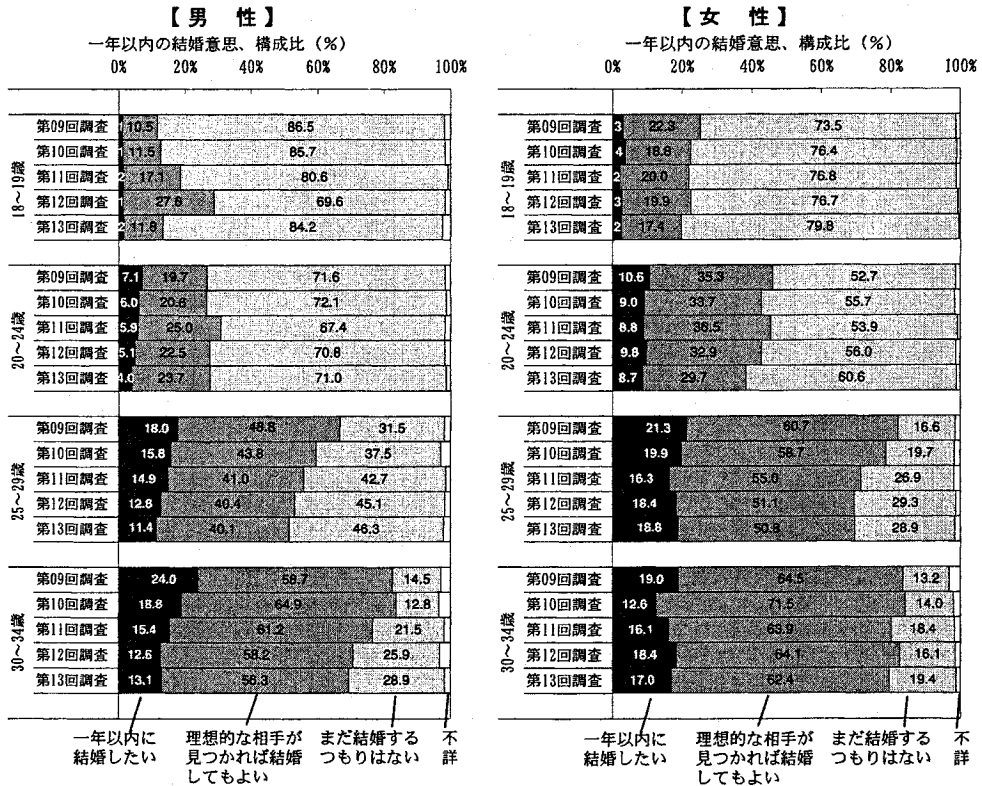 【男 性】
一年以内の結婚意思、構成比（%）
0% 20% 40% 60% 80% 100%
18～19歳
第09回調査 1 10.5 86.5
第10回調査 1 11.5 85.7
第11回調査 2 17.1 80.6
第12回調査 1 27.6 69.6
第13回調査 2 11.8 84.2
20～24歳
第09回調査 7.1 19.7 71.6
第10回調査 6.0 20.6 72.1
第11回調査 5.9 25.0 67.4
第12回調査 5.1 22.5 70.8
第13回調査 4.0 23.7 71.0
25～29歳
第09回調査 18.0 48.8 31.5
第10回調査 15.8 43.8 37.5
第11回調査 14.9 41.0 42.7
第12回調査 12.8 40.4 45.1
第13回調査 11.4 40.1 46.3
30～34歳
第09回調査 24.0 58.7 14.5
第10回調査 18.8 64.9 12.8
第11回調査 15.4 61.2 21.5
第12回調査 12.6 58.2 25.9
第13回調査 13.1 56.3 28.9
一年以内に
結婚したい
理想的な相手が
見つかれば結婚
してもよい
まだ結婚する
つもりはない
不
詳
【女 性】
一年以内の結婚意思、構成比（%）
0% 20% 40% 60% 80% 100%
18～19歳
第09回調査 3 22.3 73.5
第10回調査 4 18.8 76.4
第11回調査 2 20.0 76.8
第12回調査 3 19.9 76.7
第13回調査 2 17.4 79.8
20～24歳
第09回調査 10.6 35.3 52.7
第10回調査 9.0 33.7 55.7
第11回調査 8.8 36.5 53.9
第12回調査 9.8 32.9 56.0
第13回調査 8.7 29.7 60.6
25～29歳
第09回調査 21.3 60.7 16.6
第10回調査 19.9 58.7 19.7
第11回調査 16.3 55.0 26.9
第12回調査 18.4 51.1 29.3
第13回調査 18.8 50.8 28.9
30～34歳
第09回調査 19.0 64.5 13.2
第10回調査 12.6 71.5 14.0
第11回調査 16.1 63.9 18.4
第12回調査 18.4 64.1 16.1
第13回調査 17.0 62.4 19.4
一年以内に
結婚したい
理想的な相手が
見つかれば結婚
してもよい
まだ結婚する
つもりはない
不
詳